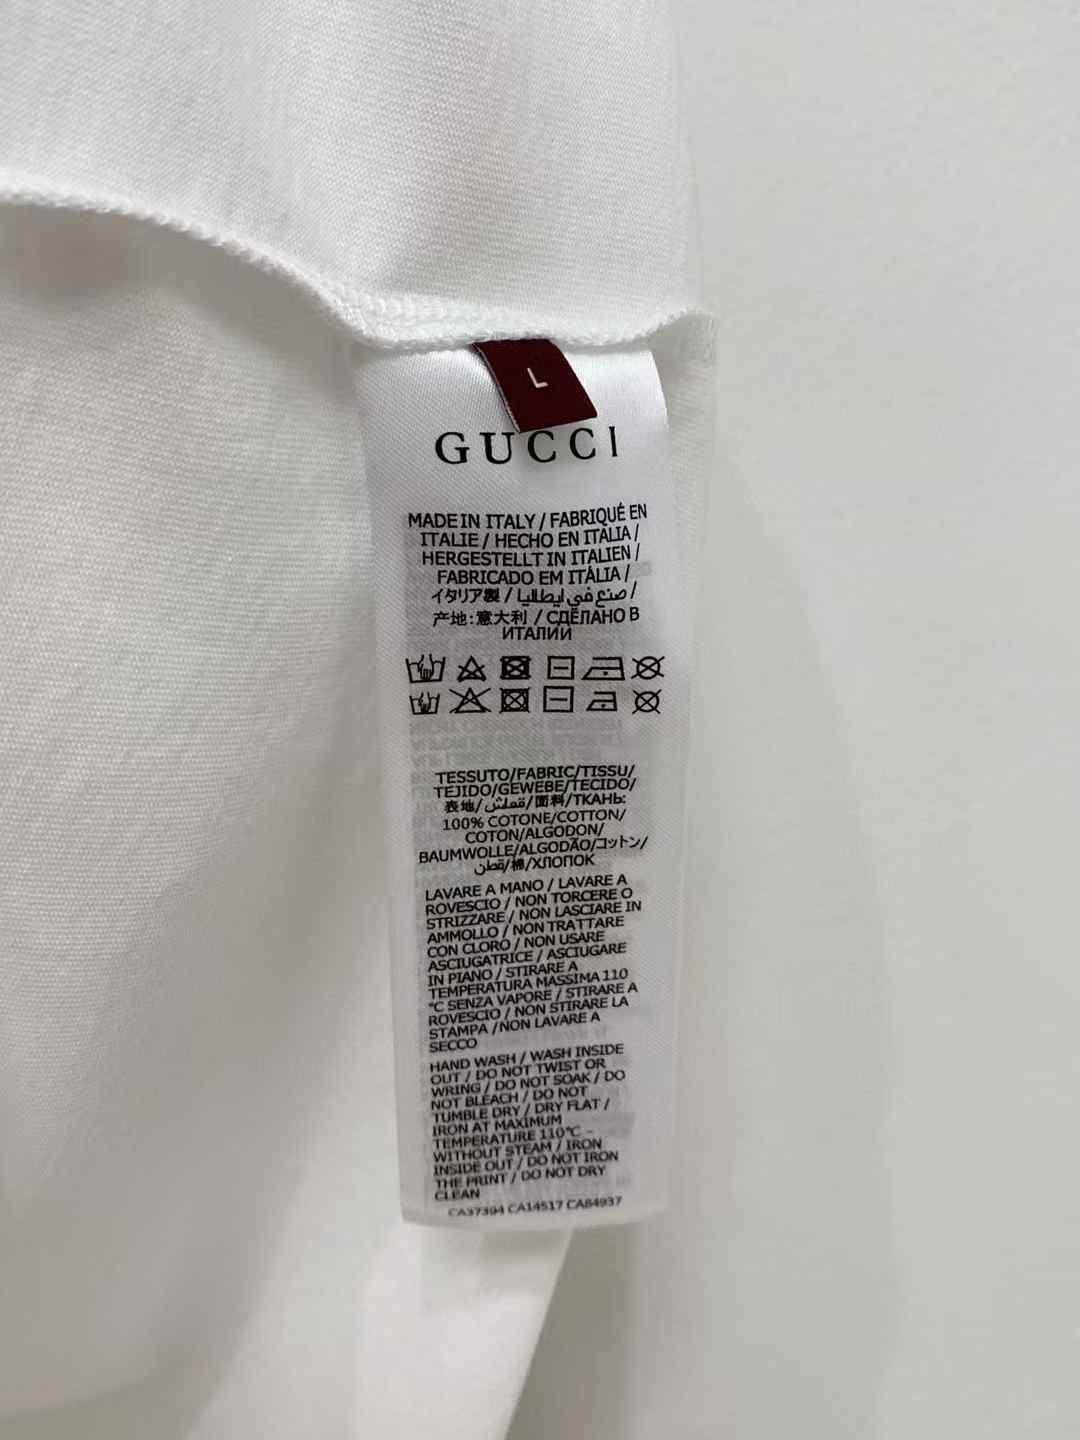 L
GUCCI
MADE IN ITALY / FABRIQUÉ EN
ITALIE / HECHO EN ITALIA /
HERGESTELLT IN ITALIEN /
FABRICADO EM ITÁLIA /
イタリア製 / صنع في ايطاليا /
产地:意大利 / СДЕЛАНО В
ИТАЛИИ
TESSUTO/FABRIC/TISSU/
TEJIDO/GEWEBE/TECIDO/
表地/قماش/面料/ТКАНЬ:
100% COTONE/COTTON/
COTON/ALGODON/
BAUMWOLLE/ALGODÃO/コットン/
قطن/棉/ХЛОПОК
LAVARE A MANO / LAVARE A
ROVESCIO / NON TORCERE O
STRIZZARE / NON LASCIARE IN
AMMOLLO / NON TRATTARE
CON CLORO / NON USARE
ASCIUGATRICE / ASCIUGARE
IN PIANO / STIRARE A
TEMPERATURA MASSIMA 110
°C SENZA VAPORE / STIRARE A
ROVESCIO / NON STIRARE LA
STAMPA /NON LAVARE A
SECCO
HAND WASH / WASH INSIDE
OUT / DO NOT TWIST OR
WRING / DO NOT SOAK / DO
NOT BLEACH / DO NOT
TUMBLE DRY / DRY FLAT /
IRON AT MAXIMUM
TEMPERATURE 110°C -
WITHOUT STEAM / IRON
INSIDE OUT / DO NOT IRON
THE PRINT / DO NOT DRY
CLEAN
CA37394 CA14517 CA84937